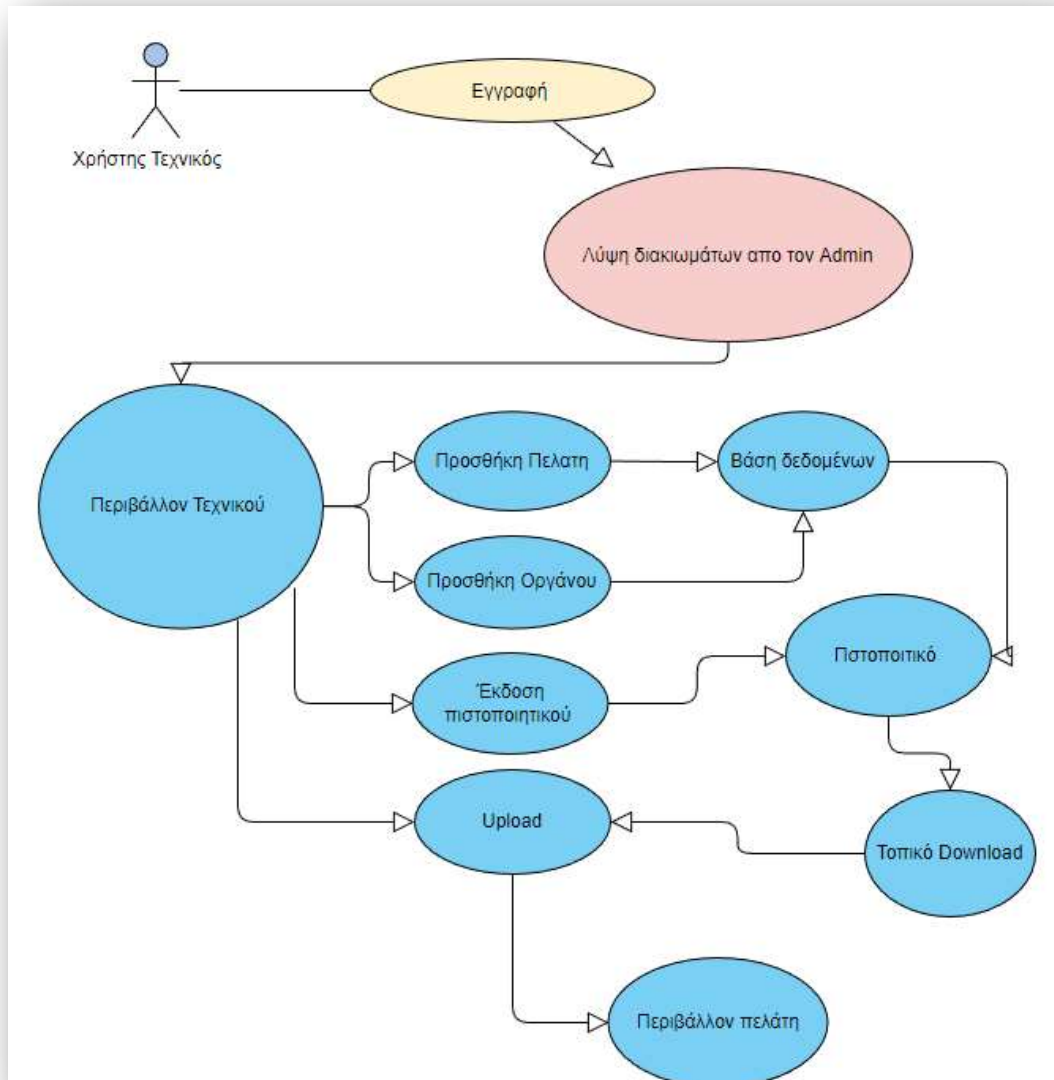 Εγγραφή
Χρήστης Τεχνικός
Λύψη διακιωμάτων απο τον Admin
Προσθήκη Πελατη
Βάση δεδομένων
Περιβάλλον Τεχνικού
Προσθήκη Οργάνου
Πστοποιτικό
Έκδοση
πιστοποιητικού
Upload
Τοπικό Download
Περιβάλλον πελάτη